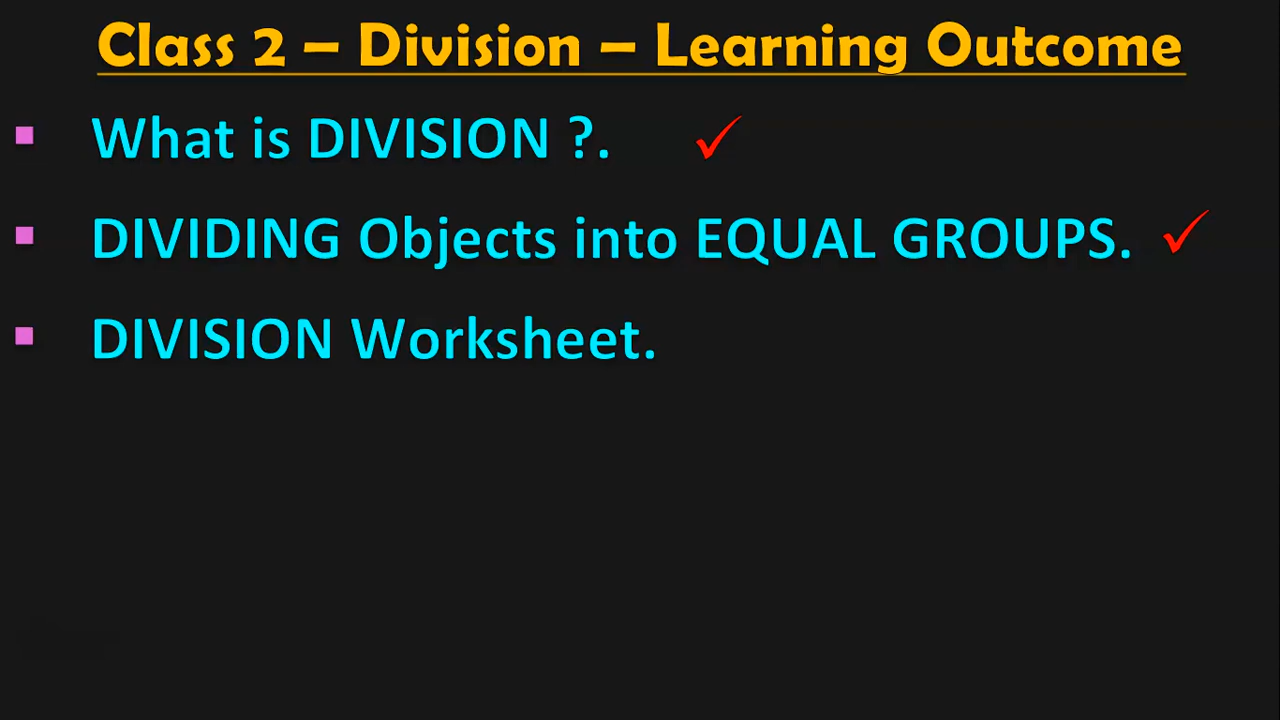 Class 2 – Division – Learning Outcome
What is DIVISION ?.
DIVIDING Objects into EQUAL GROUPS.
DIVISION Worksheet.